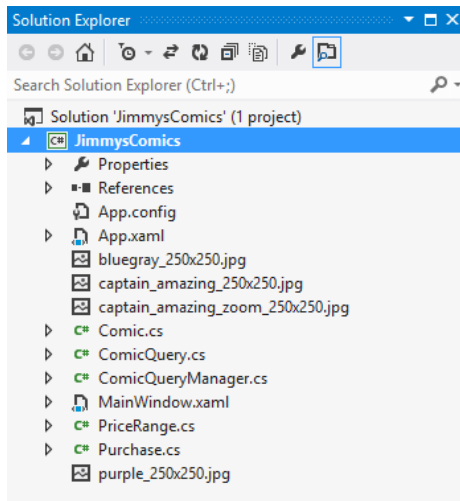 Solution Explorer
Search Solution Explorer (Ctrl+;)
Solution 'JimmysComics' (1 project)
C# JimmysComics
Properties
References
App.config
App.xaml
bluegray_250x250.jpg
captain_amazing_250x250.jpg
captain_amazing_zoom_250x250.jpg
C# Comic.cs
C# ComicQuery.cs
C# ComicQueryManager.cs
MainWindow.xaml
C# PriceRange.cs
C# Purchase.cs
purple_250x250.jpg